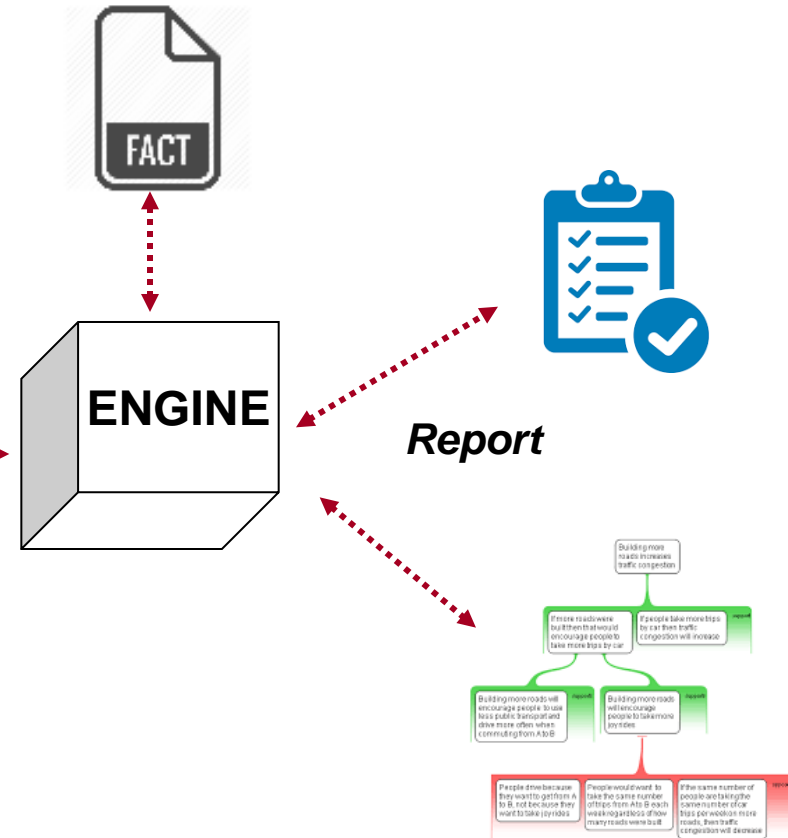 FACT
ENGINE
Report
Building more
roads increases
traffic congestion
If more roads were
built then that would
encourage people to
take more trips by car
If people take more trips
by car then traffic
congestion will increase
support
Building more roads will
encourage people to use
less public transport and
drive more often when
commuting from A to B
support
Building more roads
will encourage
people to take more
joy rides
support
People drive because
they want to get from A
to B, not because they
want to take joy rides
People would want to
take the same number
of trips from A to B each
week regardless of how
many roads were built
If the same number of
people are taking the
same number of car
trips per week on more
roads, then traffic
congestion will decrease